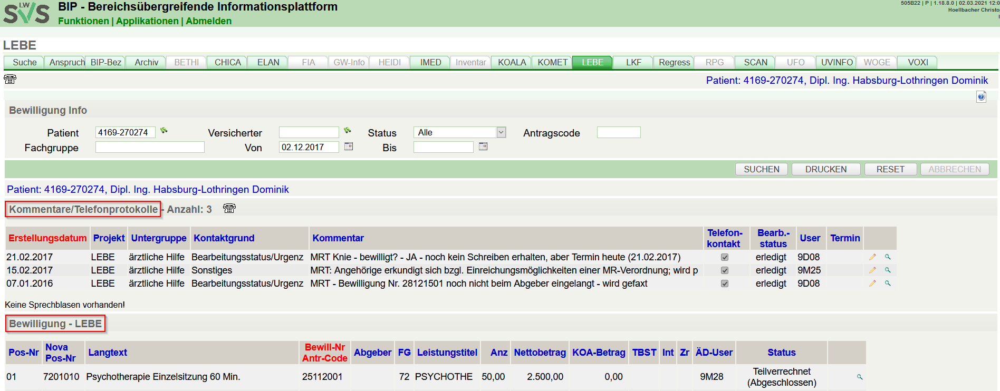 LW
SVS
BIP - Bereichsübergreifende Informationsplattform
Funktionen | Applikationen | Abmelden
505B22 | P | 1.18.8.0 | 02.03.2021 12:0
Hoellbacher Christo
LEBE
Suche Anspruch BIP-Bez Archiv BETHI CHICA ELAN FIA GW-Info HEIDI IMED Inventar KOALA KOMET LEBE LKF Regress RPG SCAN UFO UVINFO WOGE VOXI
Patient: 4169-270274, Dipl. Ing. Habsburg-Lothringen Dominik
Bewilligung Info
Patient 4169-270274 Versicherter Status Alle Antragscode
Fachgruppe Von 02.12.2017 Bis
SUCHEN DRUCKEN RESET ABBRECHEN
Patient: 4169-270274, Dipl. Ing. Habsburg-Lothringen Dominik
Kommentare/Telefonprotokolle - Anzahl: 3
Erstellungsdatum Projekt Untergruppe Kontaktgrund Kommentar Telefon-kontakt Bearb.-status User Termin
21.02.2017 LEBE ärztliche Hilfe Bearbeitungsstatus/Urgenz MRT Knie - bewilligt? - JA - noch kein Schreiben erhalten, aber Termin heute (21.02.2017) erledigt 9D08
15.02.2017 LEBE ärztliche Hilfe Sonstiges MRT: Angehörige erkundigt sich bzgl. Einreichungsmöglichkeiten einer MR-Verordnung; wird p erledigt 9M25
07.01.2016 LEBE ärztliche Hilfe Bearbeitungsstatus/Urgenz MRT - Bewilligung Nr. 28121501 noch nicht beim Abgeber eingelangt - wird gefaxt erledigt 9D08
Keine Sprechblasen vorhanden!
Bewilligung - LEBE
Pos-Nr Nova Pos-Nr Langtext Bewill-Nr Antr-Code Abgeber FG Leistungstitel Anz Nettobetrag KOA-Betrag TBST Int Zr ÄD-User Status
01 7201010 Psychotherapie Einzelsitzung 60 Min. 25112001 72 PSYCHOTHE 50,00 2.500,00 0,00 9M28 Teilverrechnet (Abgeschlossen)